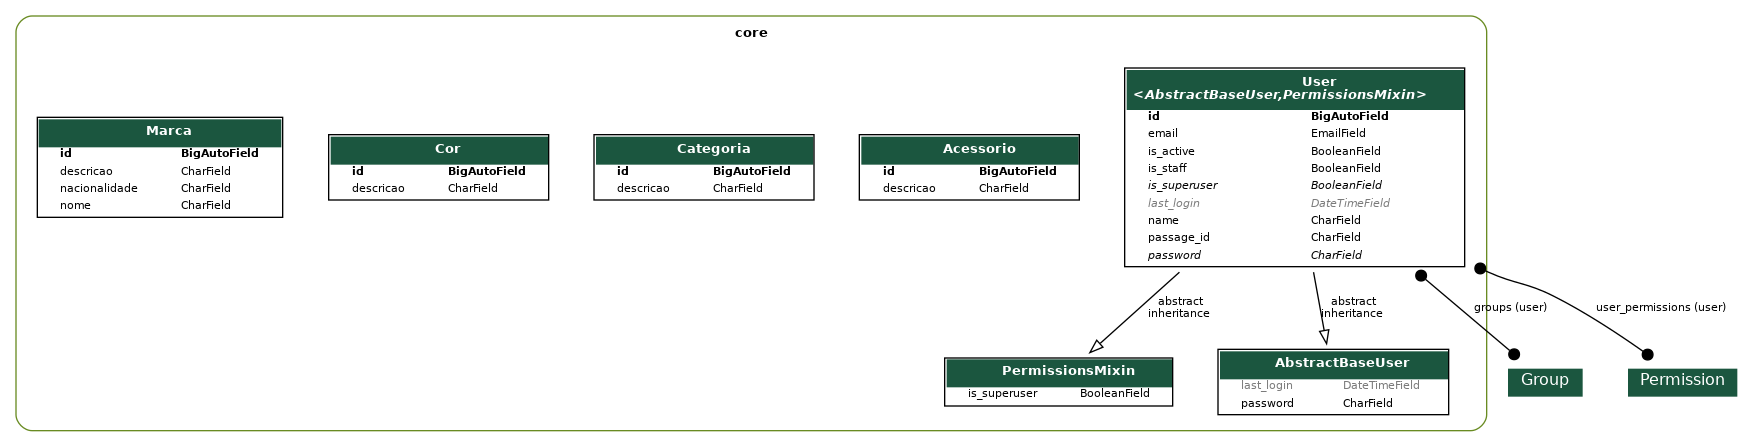 core
Marca
id BigAutoField
descricao CharField
nacionalidade CharField
nome CharField
Cor
id BigAutoField
descricao CharField
Categoria
id BigAutoField
descricao CharField
Acessorio
id BigAutoField
descricao CharField
User
<AbstractBaseUser,PermissionsMixin>
id BigAutoField
email EmailField
is_active BooleanField
is_staff BooleanField
is_superuser BooleanField
last_login DateTimeField
name CharField
passage_id CharField
password CharField
abstract
inheritance
abstract
inheritance
groups (user)
user_permissions (user)
PermissionsMixin
is_superuser BooleanField
AbstractBaseUser
last_login DateTimeField
password CharField
Group
Permission